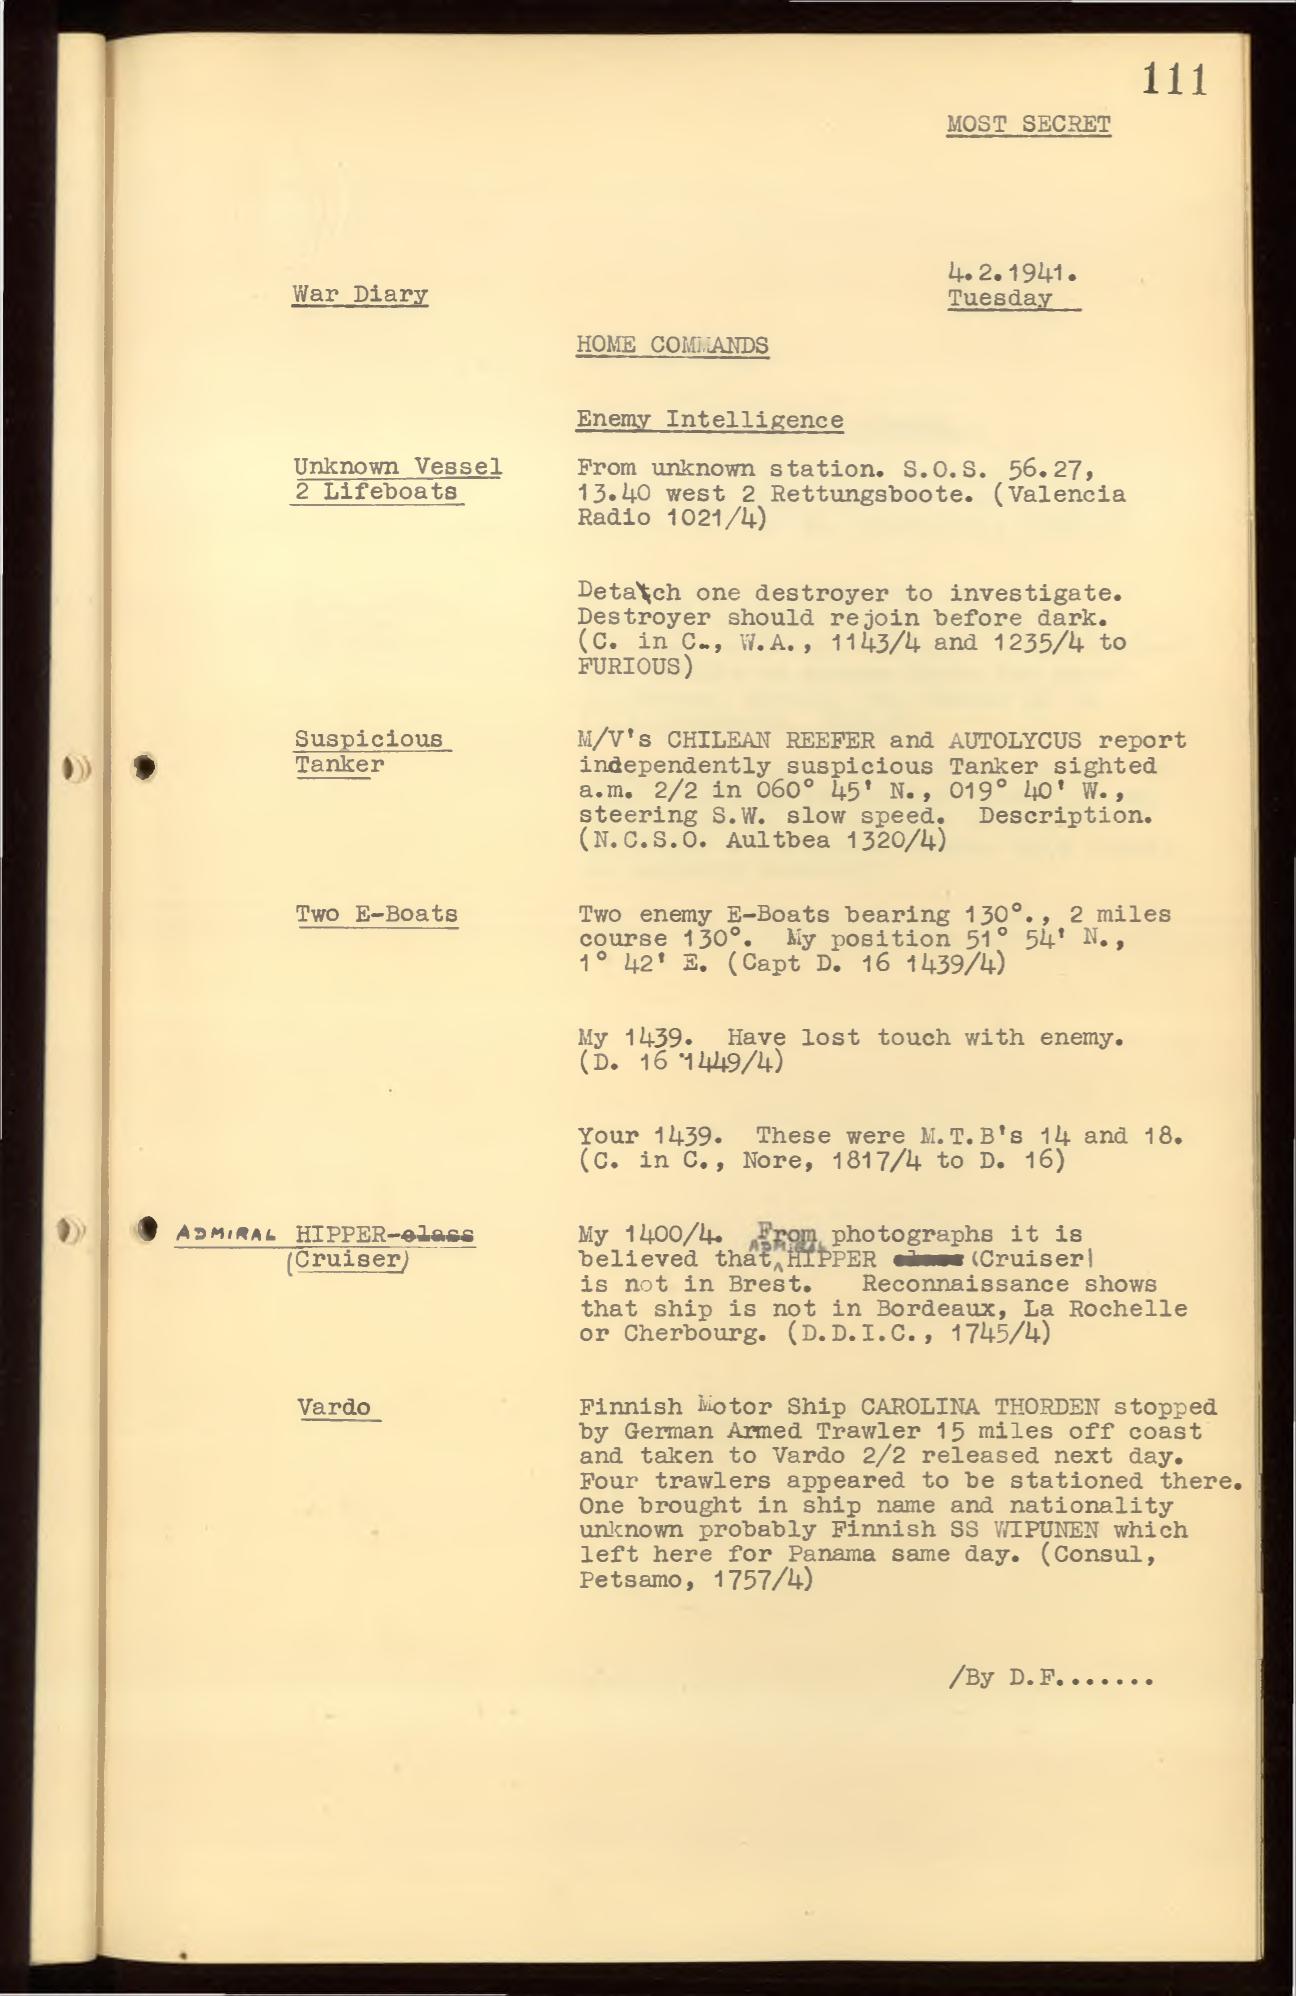 111
MOST SECRET
4.2.1941.
War Diary
Tuesday
HOME COMMANDS
Enemy Intelligence
Unknown Vessel
2 Lifeboats
From unknown station. S.O.S. 56.27,
13.40 west 2 Rettungsboote. (Valencia
Radio 1021/4)
Detatch one destroyer to investigate.
Destroyer should rejoin before dark.
(C. in C., W.A., 1143/4 and 1235/4 to
FURIOUS)
Suspicious
Tanker
M/V's CHILEAN REEFER and AUTOLYCUS report
independently suspicious Tanker sighted
a.m. 2/2 in 060° 45' N., 019° 40' W.,
steering S.W. slow speed. Description.
(N.C.S.O. Aultbea 1320/4)
Two E-Boats
Two enemy E-Boats bearing 130°., 2 miles
course 130°. My position 51° 54' N.,
1° 42' E. (Capt D. 16 1439/4)
My 1439. Have lost touch with enemy.
(D. 16 1449/4)
Your 1439. These were M.T.B's 14 and 18.
(C. in C., Nore, 1817/4 to D. 16)
ADMIRAL HIPPER-class
(Cruiser)
My 1400/4. From photographs it is
believed that ADMIRAL HIPPER class (Cruiser)
is not in Brest. Reconnaissance shows
that ship is not in Bordeaux, La Rochelle
or Cherbourg. (D.D.I.C., 1745/4)
Vardo
Finnish Motor Ship CAROLINA THORDEN stopped
by German Armed Trawler 15 miles off coast
and taken to Vardo 2/2 released next day.
Four trawlers appeared to be stationed there.
One brought in ship name and nationality
unknown probably Finnish SS WIPUNEN which
left here for Panama same day. (Consul,
Petsamo, 1757/4)
/By D.F.......